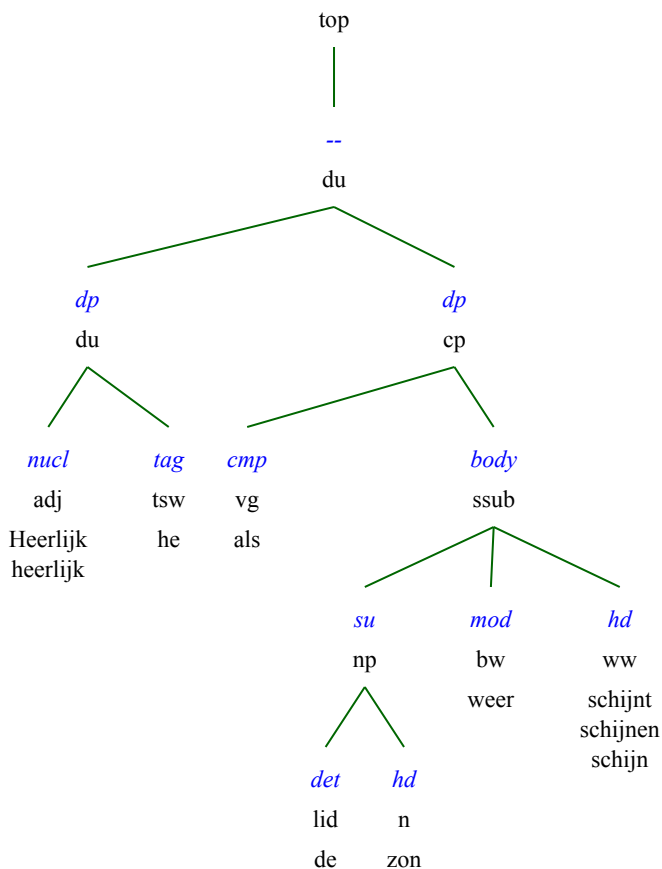 top
--
du
dp dp
du cp
nucl tag cmp body
adj tsw vg ssub
Heerlijk he als
heerlijk
su mod hd
np bw ww
weer schijnt
schijnen
schijn
det hd
lid n
de zon